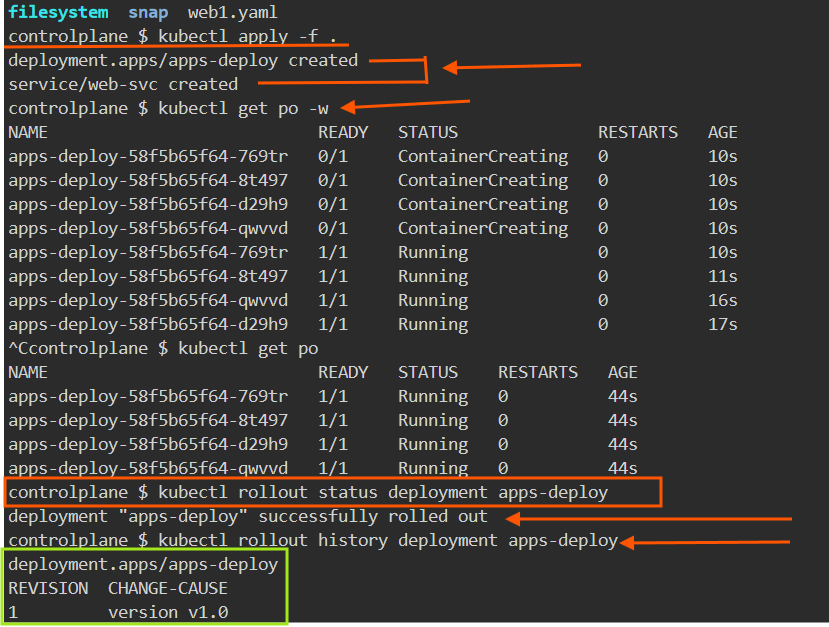 filesystem  snap  web1.yaml
controlplane $ kubectl apply -f .
deployment.apps/apps-deploy created
service/web-svc created
controlplane $ kubectl get po -w
NAME                           READY   STATUS              RESTARTS   AGE
apps-deploy-58f5b65f64-769tr   0/1     ContainerCreating   0          10s
apps-deploy-58f5b65f64-8t497   0/1     ContainerCreating   0          10s
apps-deploy-58f5b65f64-d29h9   0/1     ContainerCreating   0          10s
apps-deploy-58f5b65f64-qwvvd   0/1     ContainerCreating   0          10s
apps-deploy-58f5b65f64-769tr   1/1     Running             0          10s
apps-deploy-58f5b65f64-8t497   1/1     Running             0          11s
apps-deploy-58f5b65f64-qwvvd   1/1     Running             0          16s
apps-deploy-58f5b65f64-d29h9   1/1     Running             0          17s
^Ccontrolplane $ kubectl get po
NAME                           READY   STATUS    RESTARTS   AGE
apps-deploy-58f5b65f64-769tr   1/1     Running   0          44s
apps-deploy-58f5b65f64-8t497   1/1     Running   0          44s
apps-deploy-58f5b65f64-d29h9   1/1     Running   0          44s
apps-deploy-58f5b65f64-qwvvd   1/1     Running   0          44s
controlplane $ kubectl rollout status deployment apps-deploy
deployment "apps-deploy" successfully rolled out
controlplane $ kubectl rollout history deployment apps-deploy
deployment.apps/apps-deploy
REVISION  CHANGE-CAUSE
1         version v1.0